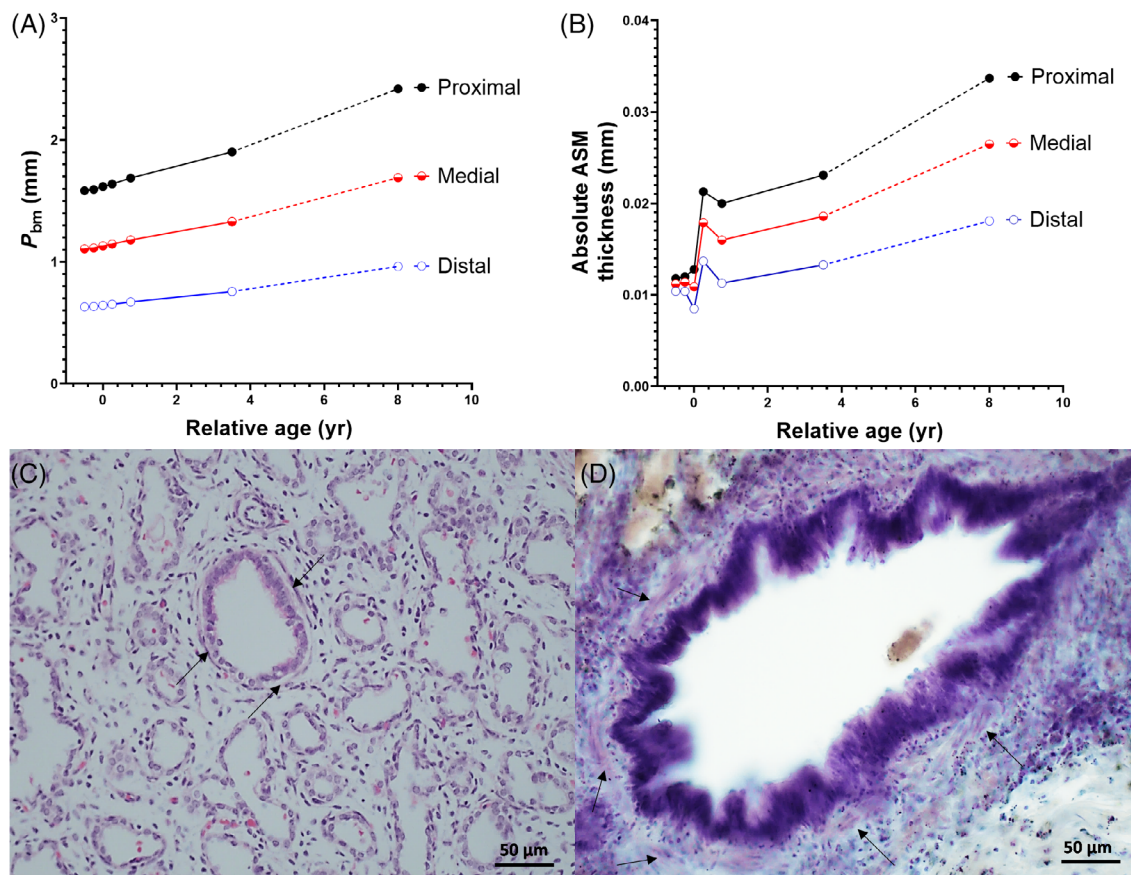 (A)
3
2
1
0
P_bm (mm)
Proximal
Medial
Distal
0 2 4 6 8 10
Relative age (yr)
(B)
0.04
0.03
0.02
0.01
0.00
Absolute ASM
thickness (mm)
Proximal
Medial
Distal
0 2 4 6 8 10
Relative age (yr)
(C)
50 µm
(D)
50 µm